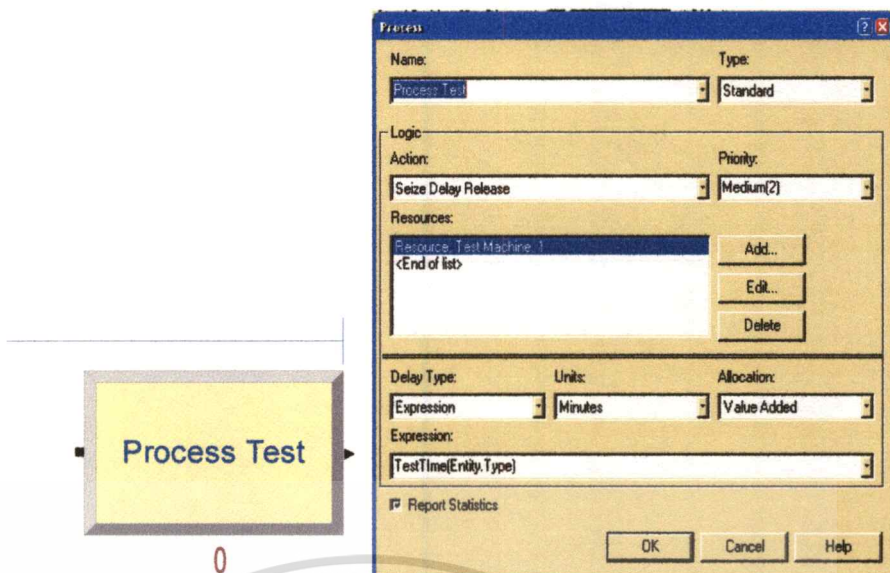 Process
Name:
Type:
Process Test
Standard
Logic
Action:
Priority:
Seize Delay Release
Medium(2)
Resources:
Resource, Test Machine, 1
<End of list>
Add...
Edit...
Delete
Delay Type:
Units:
Allocation:
Expression
Minutes
Value Added
Expression:
TestTIme(Entity.Type)
Report Statistics
OK
Cancel
Help
Process Test
0